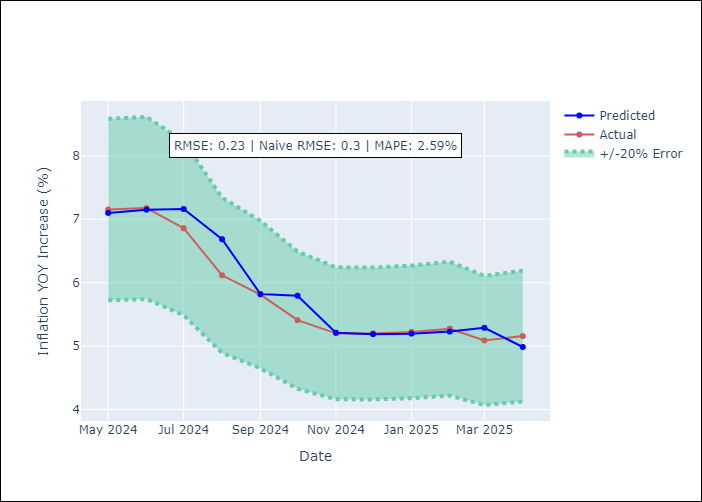 RMSE: 0.23 | Naive RMSE: 0.3 | MAPE: 2.59%
Predicted
Actual
+/-20% Error
Inflation YOY Increase (%)
8
7
6
5
4
May 2024
Jul 2024
Sep 2024
Nov 2024
Jan 2025
Mar 2025
Date